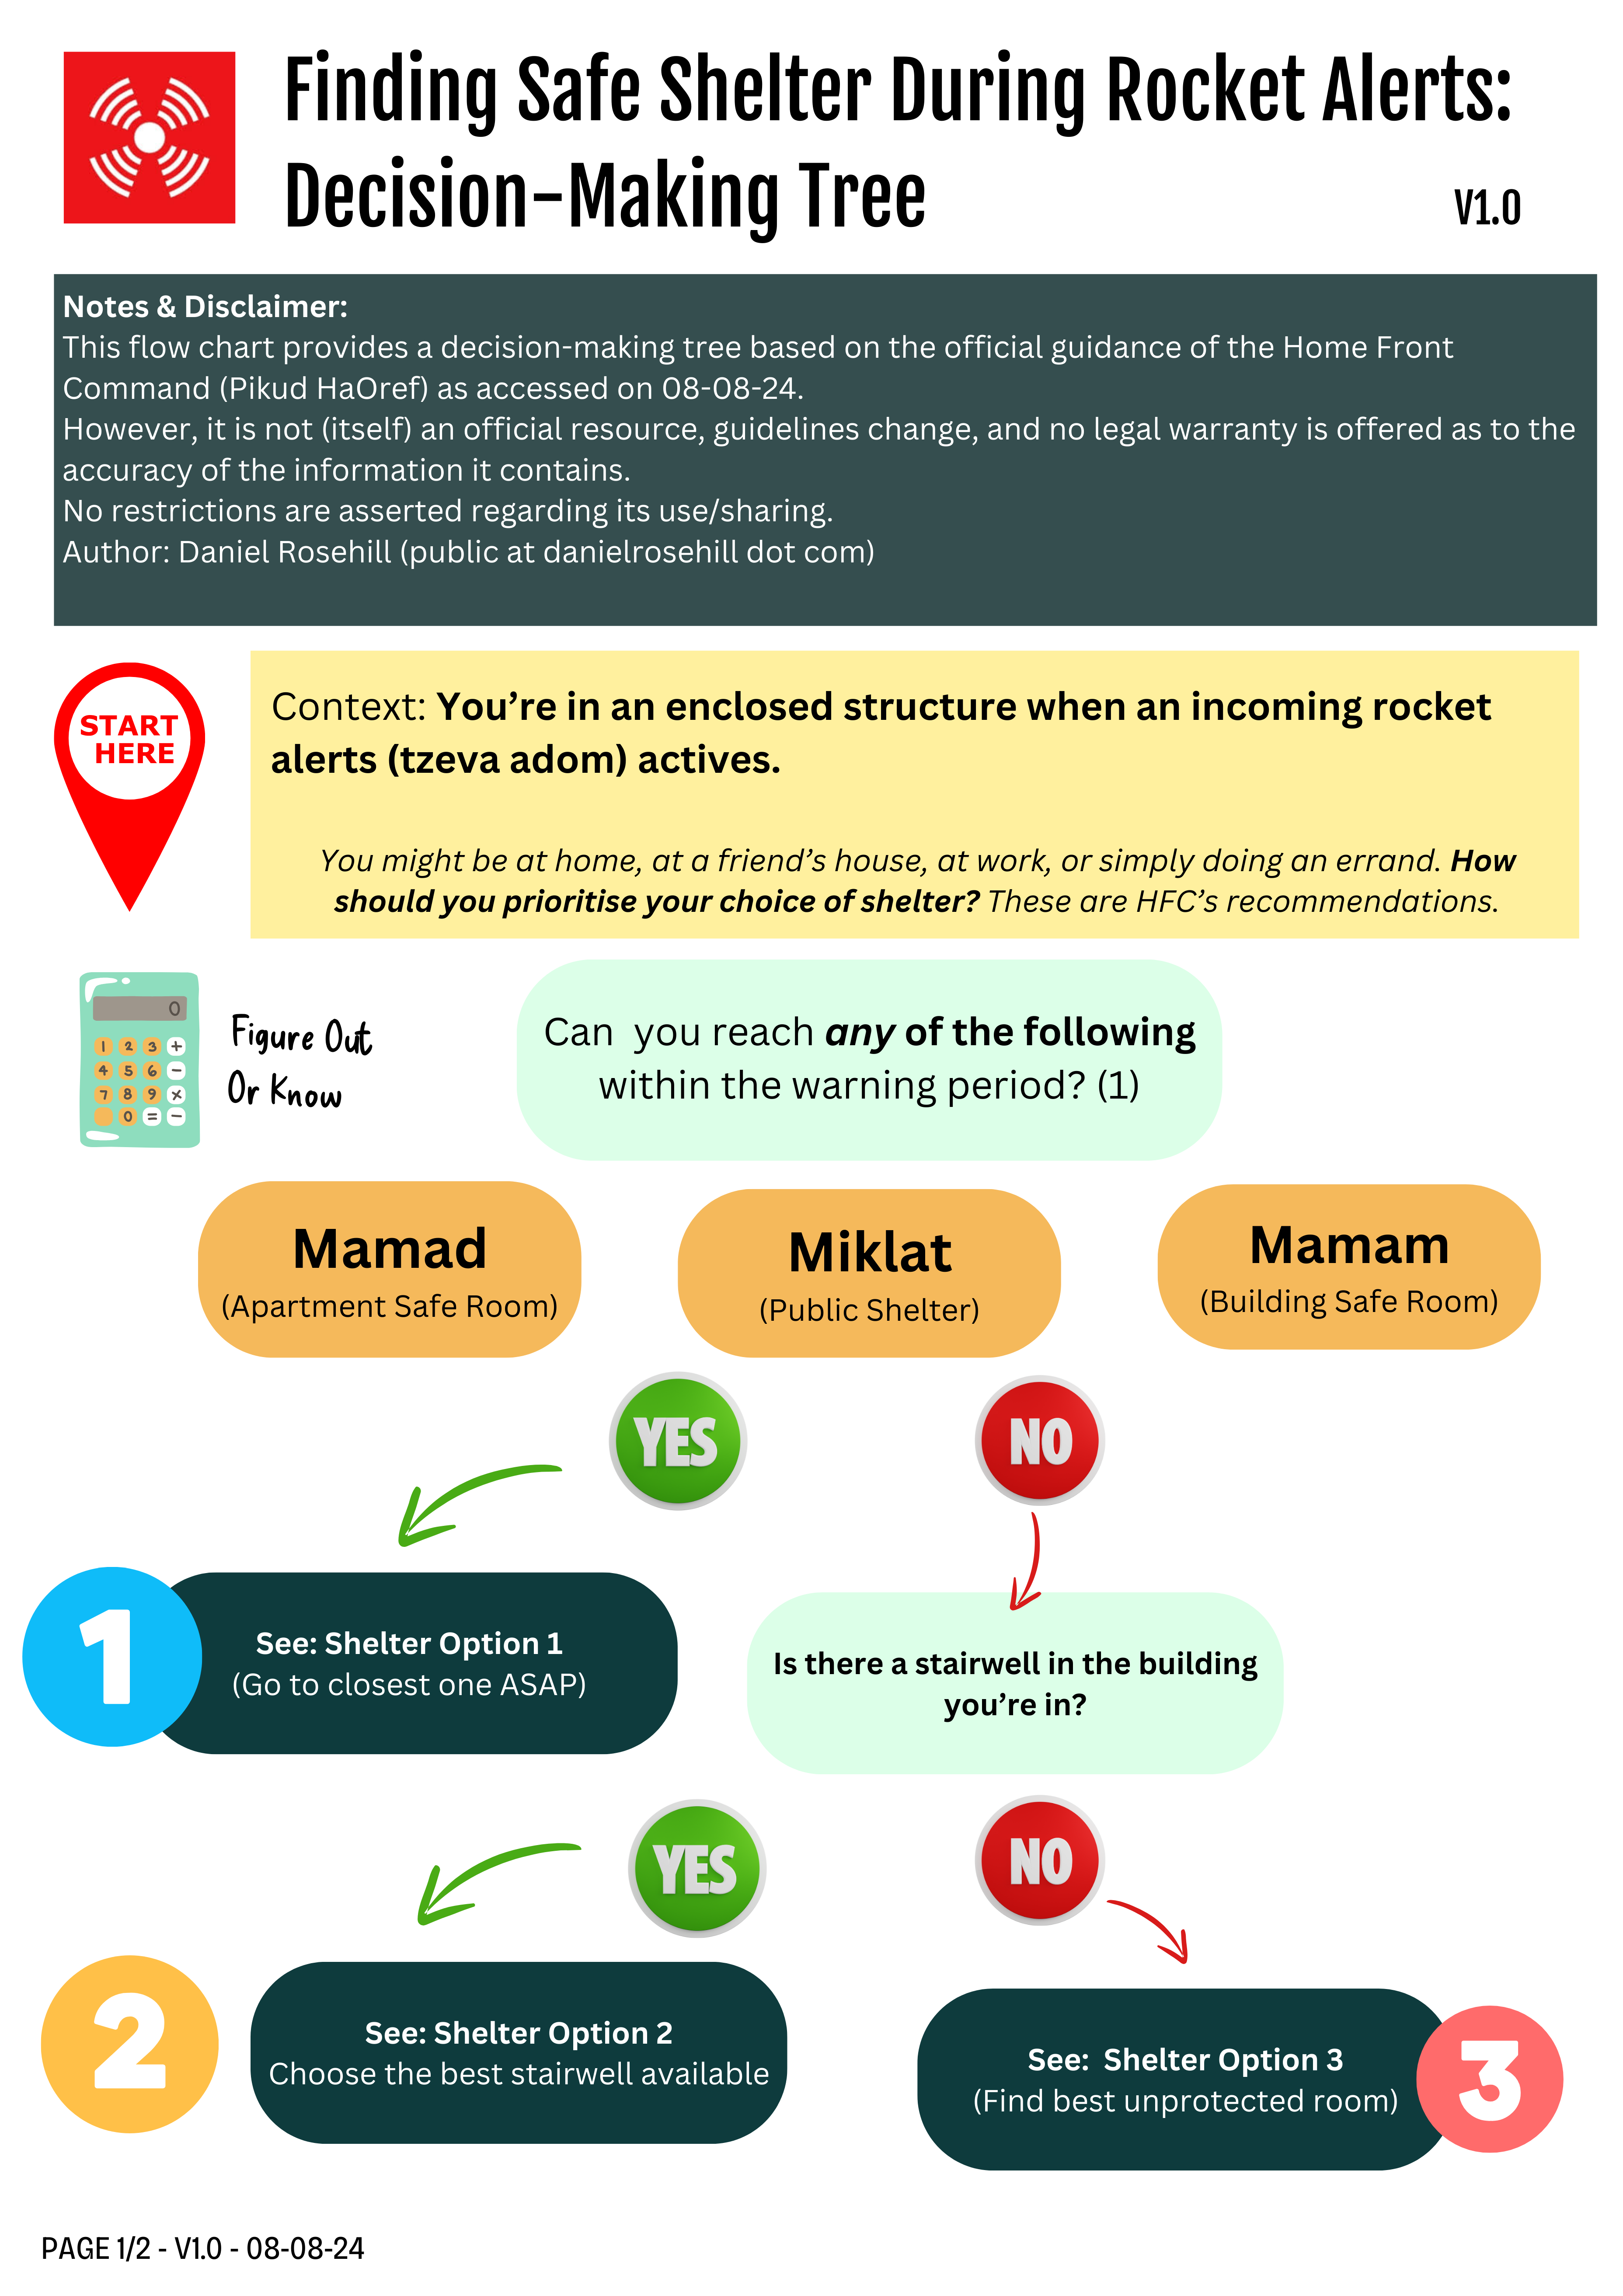 Finding Safe Shelter During Rocket Alerts:
Decision-Making Tree
V1.0
Notes & Disclaimer:
This flow chart provides a decision-making tree based on the official guidance of the Home Front
Command (Pikud HaOref) as accessed on 08-08-24.
However, it is not (itself) an official resource, guidelines change, and no legal warranty is offered as to the
accuracy of the information it contains.
No restrictions are asserted regarding its use/sharing.
Author: Daniel Rosehill (public at danielrosehill dot com)
START
HERE
Context: You're in an enclosed structure when an incoming rocket
alerts (tzeva adom) actives.
You might be at home, at a friend's house, at work, or simply doing an errand. How
should you prioritise your choice of shelter? These are HFC's recommendations.
0
1 2 3 +
4 5 6 −
7 8 9 ×
0 = −
Figure Out
Or Know
Can you reach any of the following
within the warning period? (1)
Mamad
(Apartment Safe Room)
Miklat
(Public Shelter)
Mamam
(Building Safe Room)
YES
NO
1
See: Shelter Option 1
(Go to closest one ASAP)
Is there a stairwell in the building
you're in?
YES
NO
2
See: Shelter Option 2
Choose the best stairwell available
See: Shelter Option 3
(Find best unprotected room)
3
PAGE 1/2 - V1.0 - 08-08-24